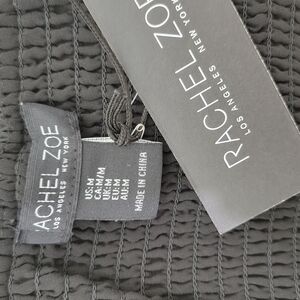 RACHEL ZOE
LOS ANGELES NEW YORK
ACHEL ZOE
LOS ANGELES NEW YORK
US:M
CA:M/M
UK:M
EU:M
AU:M
MADE IN CHINA